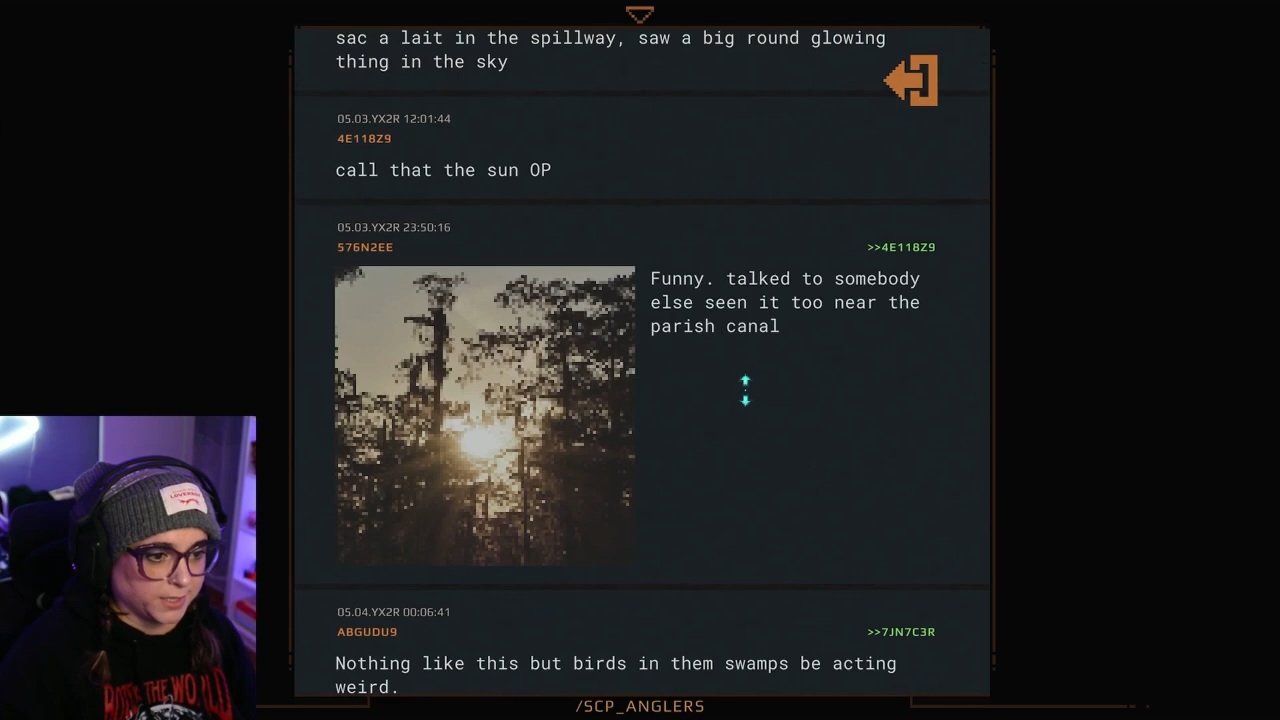 sac a lait in the spillway, saw a big round glowing
thing in the sky
05.03.YX2R 12:01:44
4E118Z9
call that the sun OP
05.03.YX2R 23:50:16
576N2EE
>>4E118Z9
Funny. talked to somebody
else seen it too near the
parish canal
05.04.YX2R 00:06:41
ABGUDU9
>>7JN7C3R
Nothing like this but birds in them swamps be acting
weird.
/SCP_ANGLERS